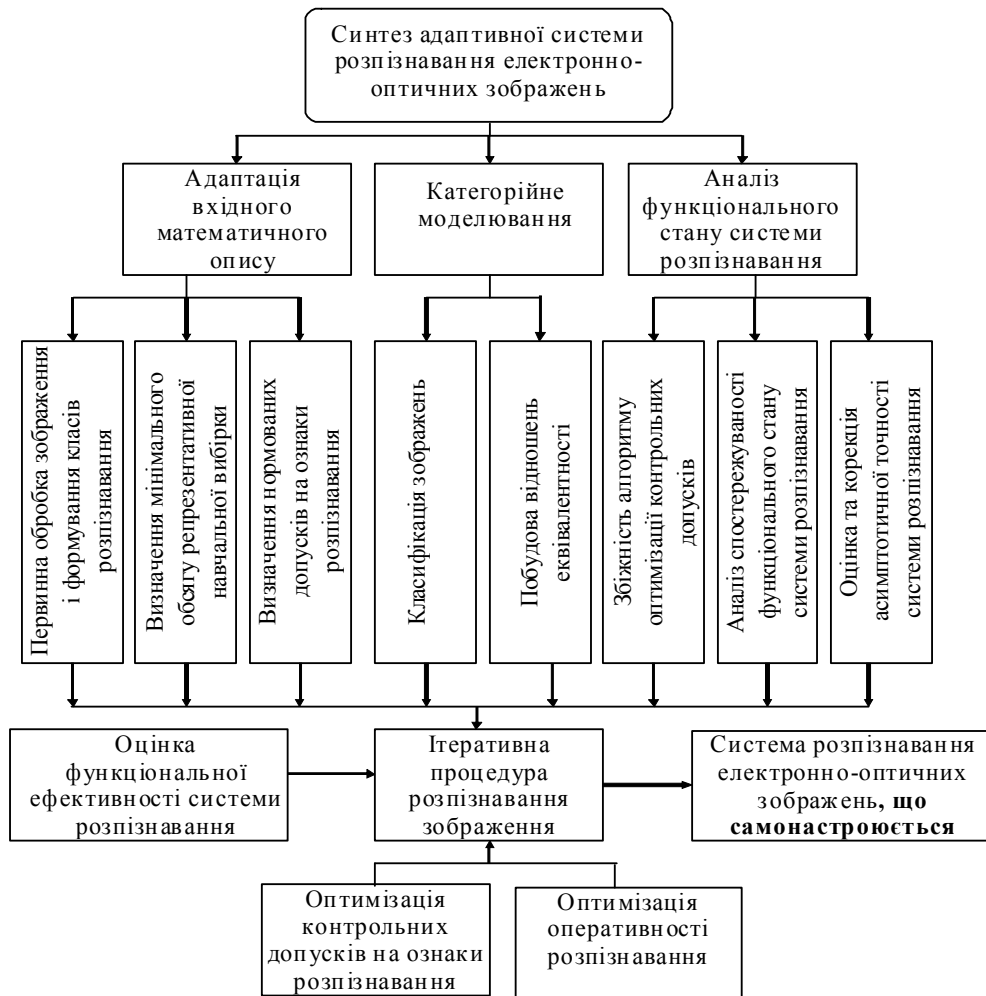 Синтез адаптивної системи
розпізнавання електронно-
оптичних зображень
Адаптація
вхідного
математичного
опису
Категорійне
моделювання
Аналіз
функціонального
стану системи
розпізнавання
Первинна обробка зображення
і формування класів
розпізнавання
Визначення мінімального
обсягу репрезентативної
навчальної вибірки
Визначення нормованих
допусків на ознаки
розпізнавання
Класифікація зображень
Побудова відношень
еквівалентності
Збіжність алгоритму
оптимізації контрольних
допусків
Аналіз спостережуваності
функціонального стану
системи розпізнавання
Оцінка та корекція
асимптотичної точності
системи розпізнавання
Оцінка
функціональної
ефективності системи
розпізнавання
Ітеративна
процедура
розпізнавання
зображення
Система розпізнавання
електронно-оптичних
зображень, що
самонастроюється
Оптимізація
контрольних
допусків на ознаки
розпізнавання
Оптимізація
оперативності
розпізнавання